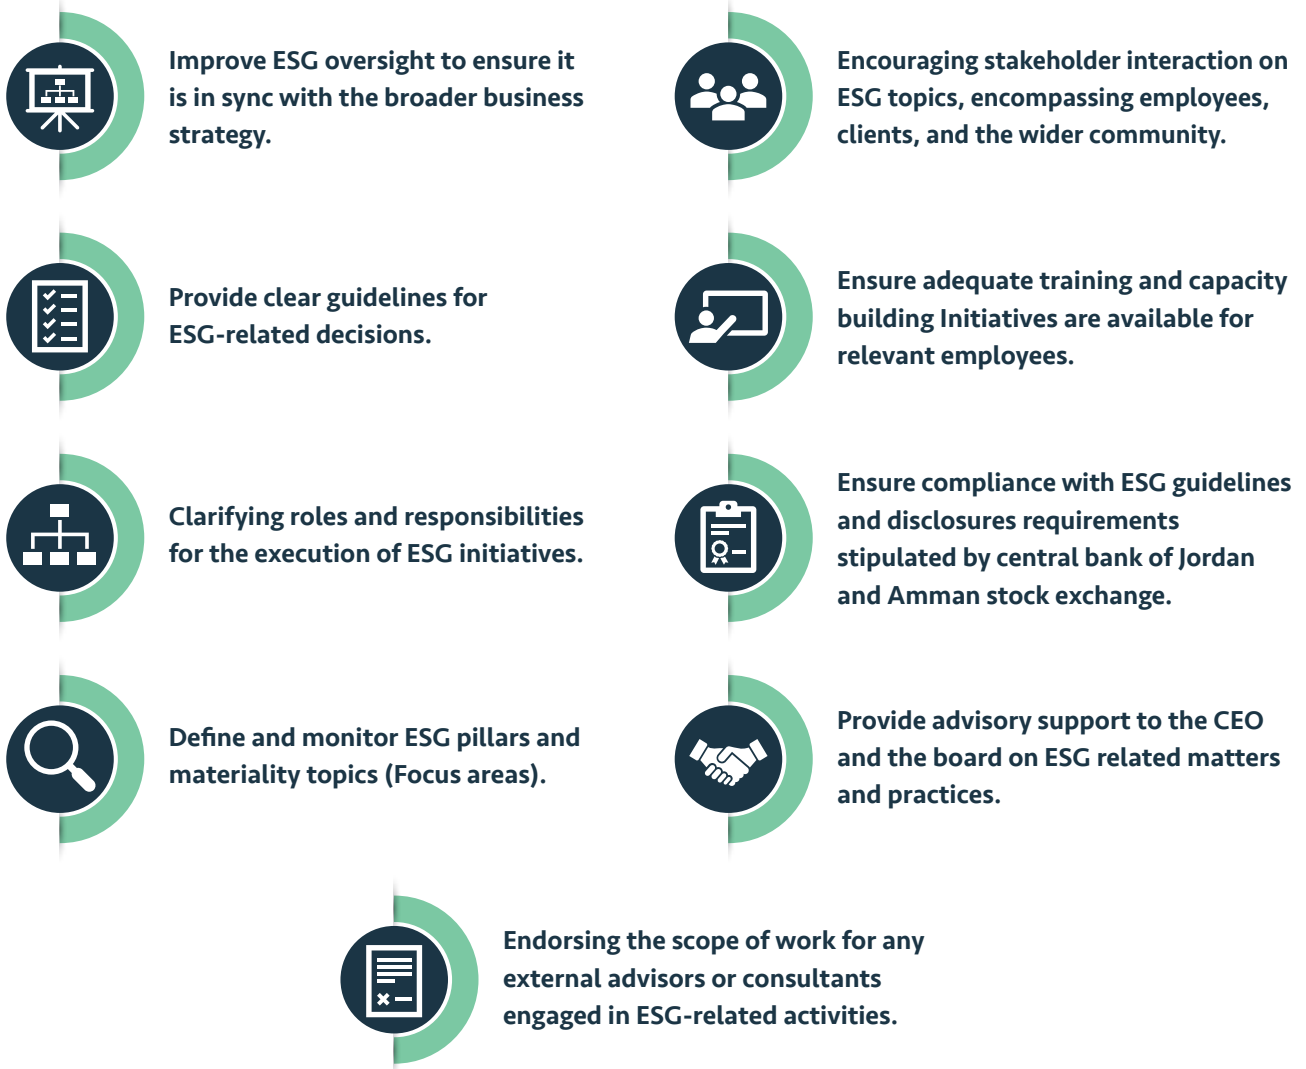 Improve ESG oversight to ensure it
is in sync with the broader business
strategy.
Encouraging stakeholder interaction on
ESG topics, encompassing employees,
clients, and the wider community.
Provide clear guidelines for
ESG-related decisions.
Ensure adequate training and capacity
building Initiatives are available for
relevant employees.
Clarifying roles and responsibilities
for the execution of ESG initiatives.
Ensure compliance with ESG guidelines
and disclosures requirements
stipulated by central bank of Jordan
and Amman stock exchange.
Define and monitor ESG pillars and
materiality topics (Focus areas).
Provide advisory support to the CEO
and the board on ESG related matters
and practices.
Endorsing the scope of work for any
external advisors or consultants
engaged in ESG-related activities.